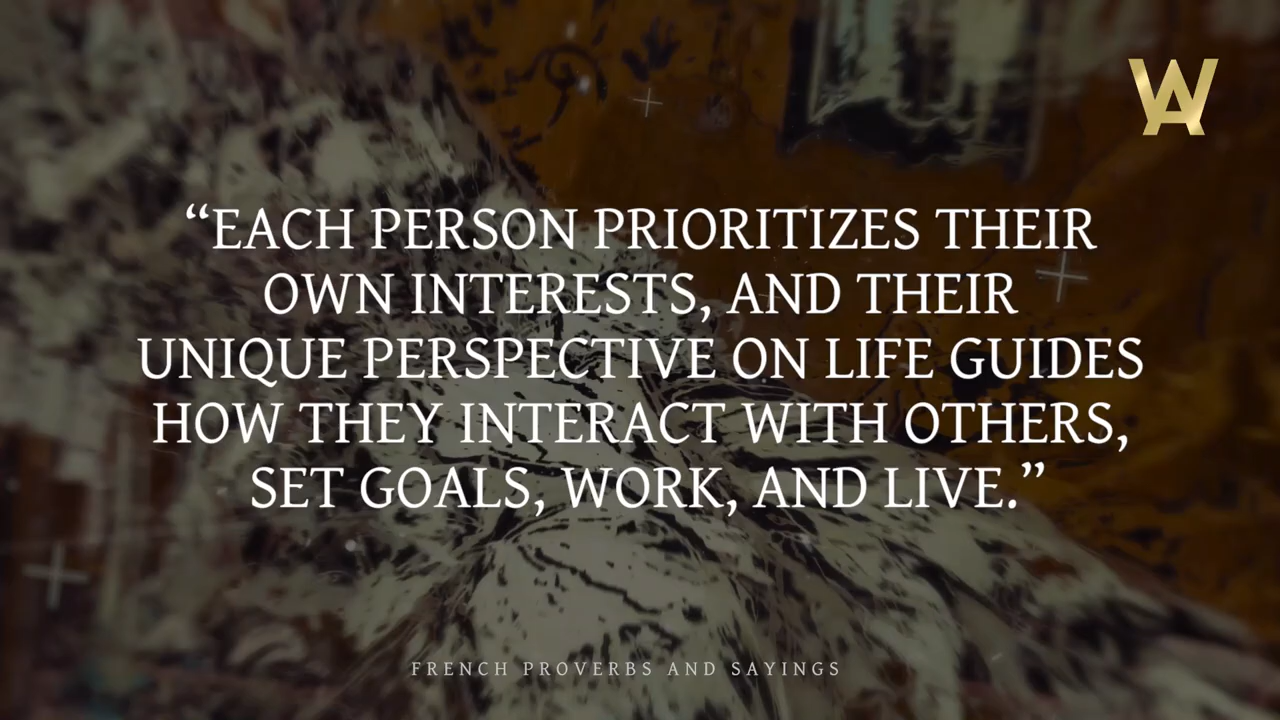 WA
“EACH PERSON PRIORITIZES THEIR
OWN INTERESTS, AND THEIR
UNIQUE PERSPECTIVE ON LIFE GUIDES
HOW THEY INTERACT WITH OTHERS,
SET GOALS, WORK, AND LIVE.”
FRENCH PROVERBS AND SAYINGS